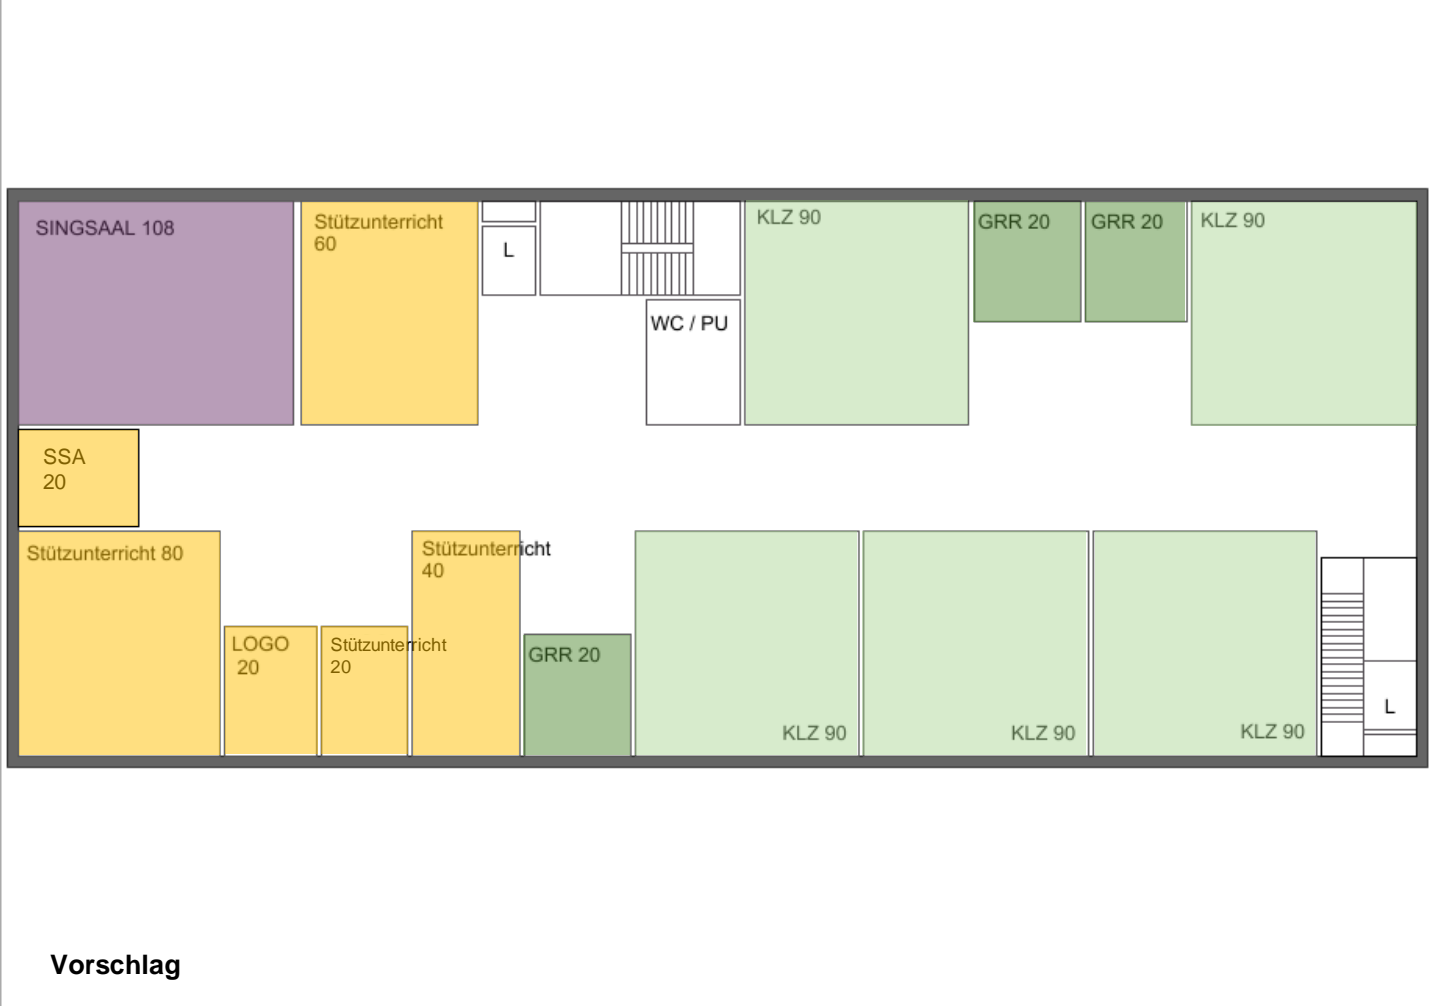 SINGSAAL 108
Stützunterricht
60
L
WC / PU
KLZ 90
GRR 20
GRR 20
KLZ 90
SSA
20
Stützunterricht 80
LOGO
20
Stützunterricht
20
Stützunterricht
40
GRR 20
KLZ 90
KLZ 90
KLZ 90
L
Vorschlag